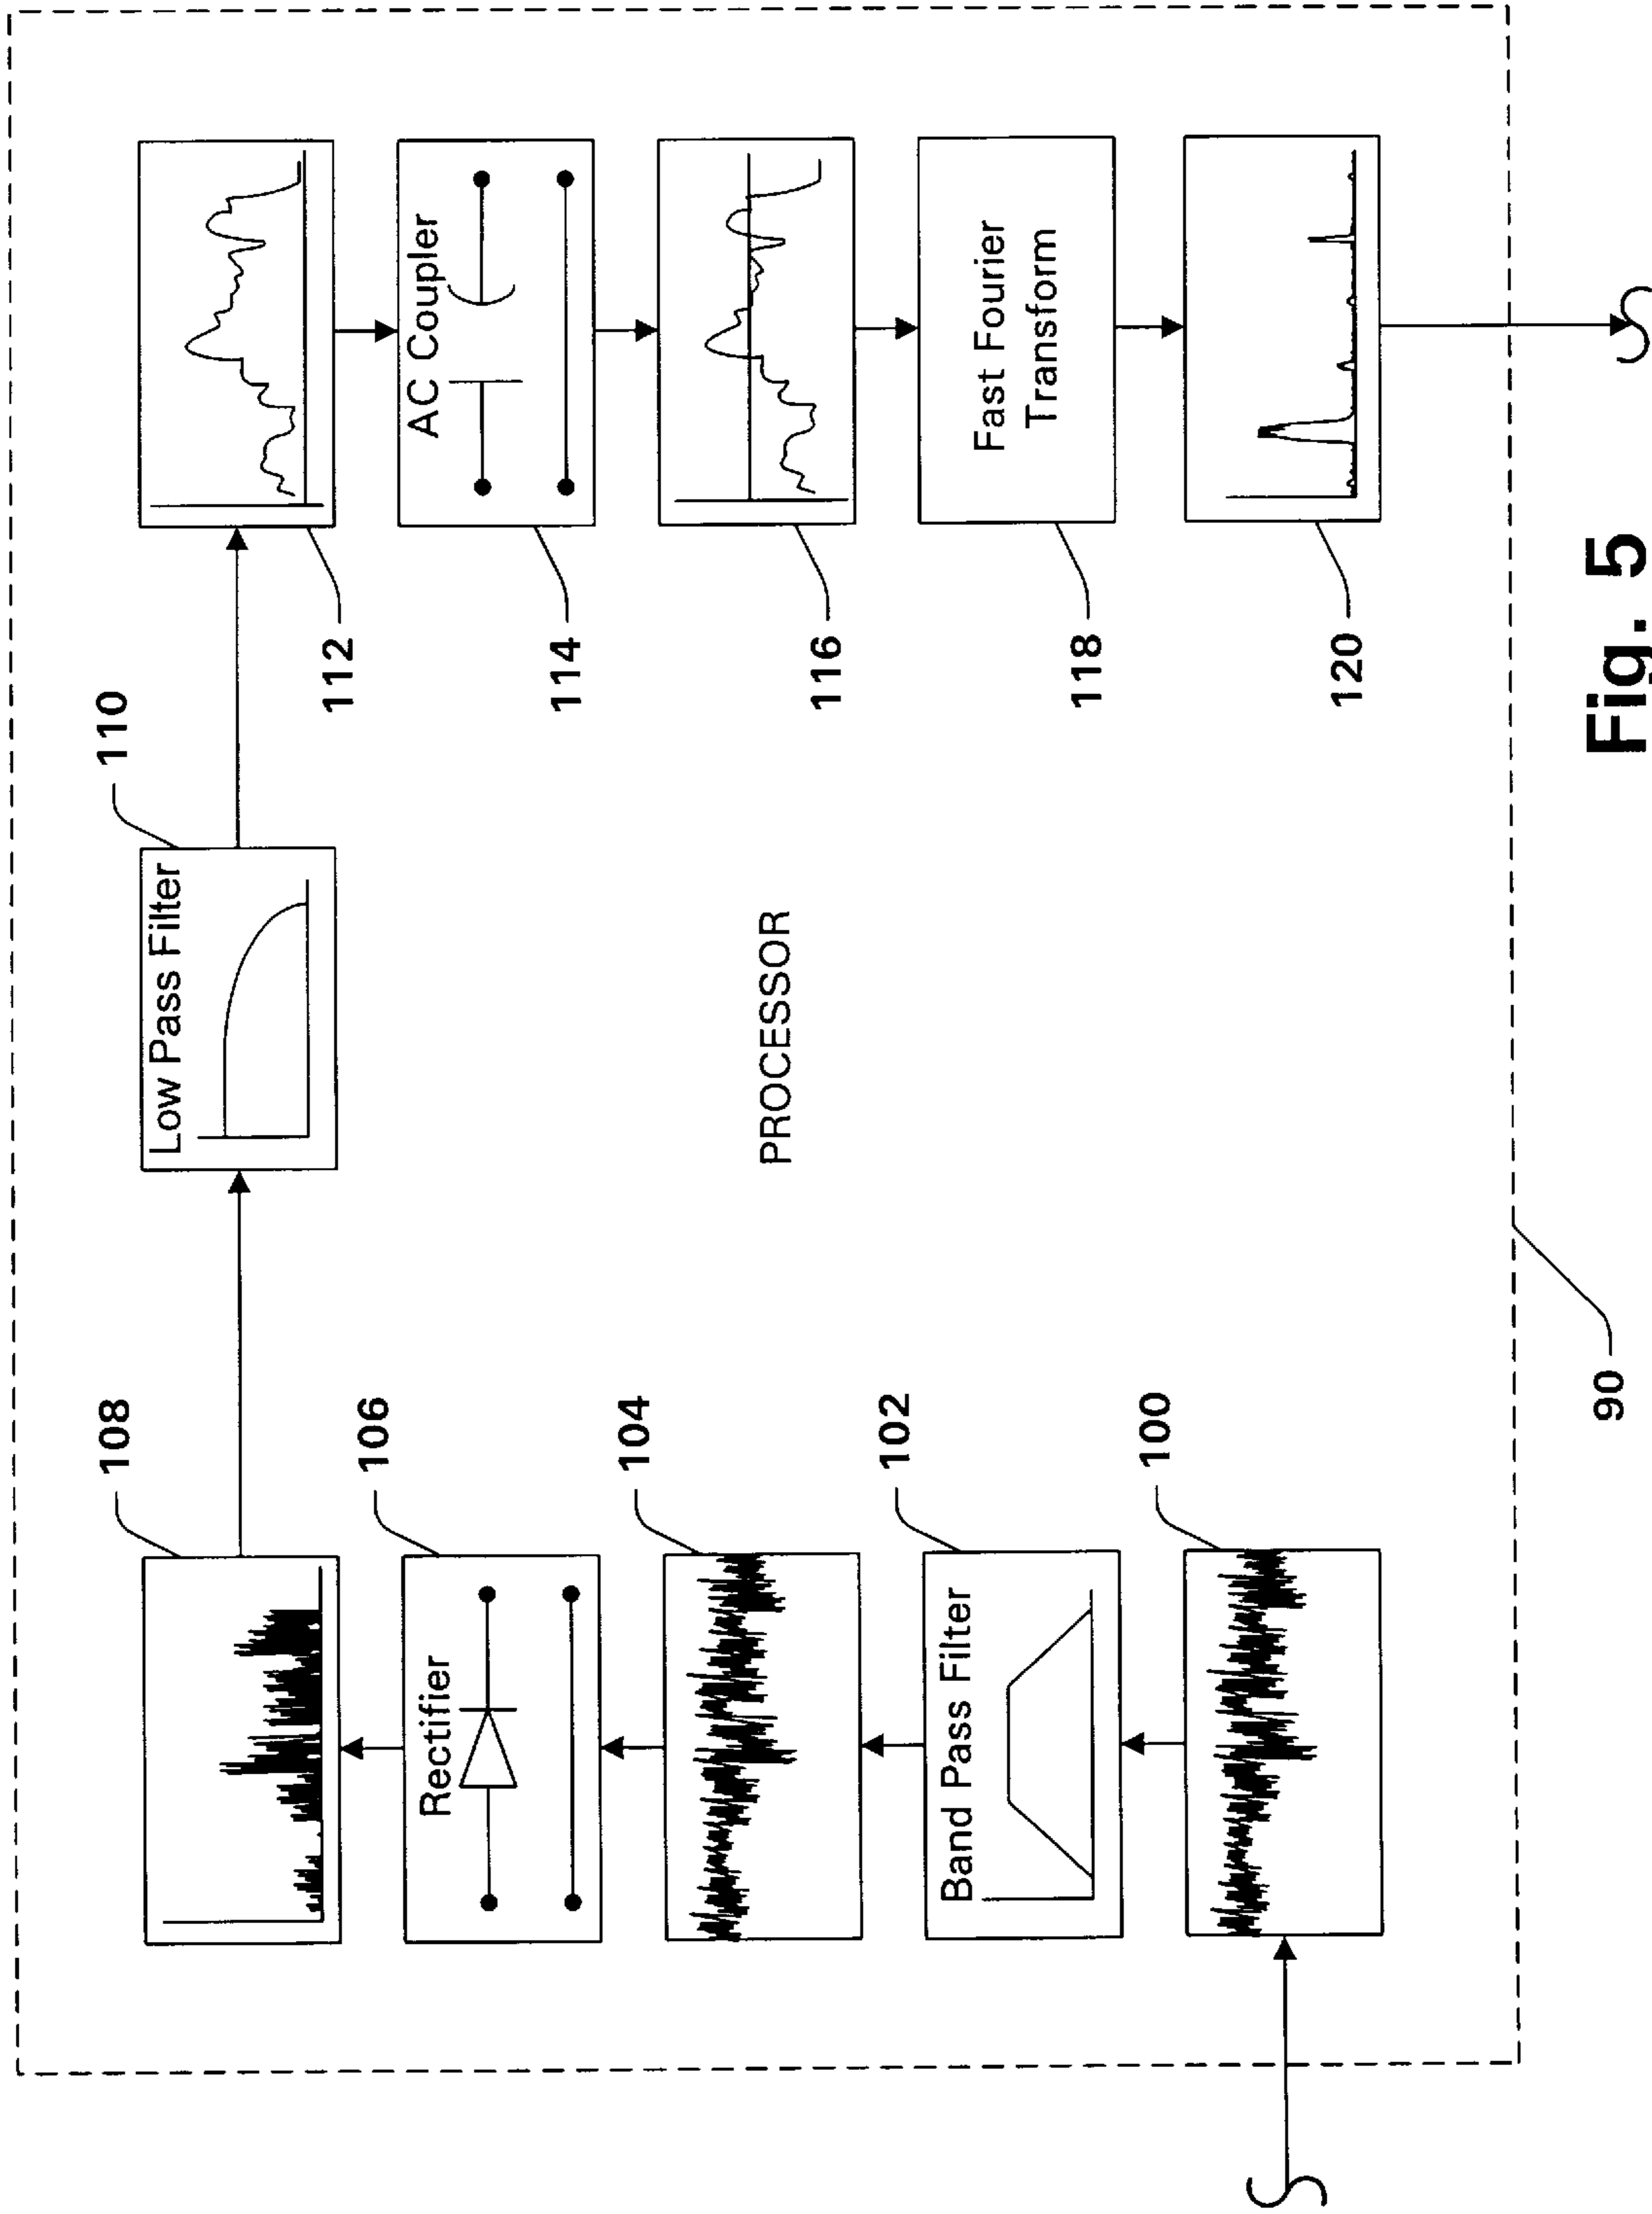 108
Rectifier
106
104
Band Pass Filter
102
100
Low Pass Filter
110
PROCESSOR
112
AC Coupler
114
116
Fast Fourier
Transform
118
120
90
Fig. 5